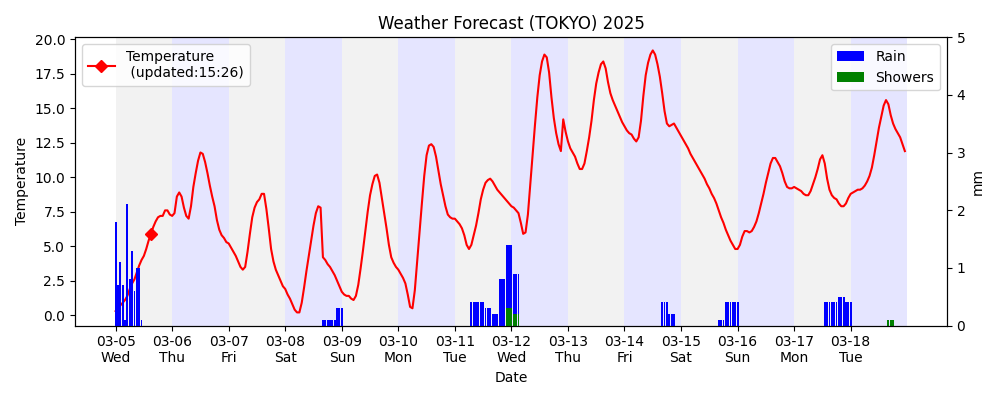 Weather Forecast (TOKYO) 2025
Temperature
(updated:15:26)
Rain
Showers
20.0
17.5
15.0
12.5
10.0
7.5
5.0
2.5
0.0
Temperature
5
4
3
2
1
0
mm
03-05 03-06 03-07 03-08 03-09 03-10 03-11 03-12 03-13 03-14 03-15 03-16 03-17 03-18
Wed Thu Fri Sat Sun Mon Tue Wed Thu Fri Sat Sun Mon Tue
Date